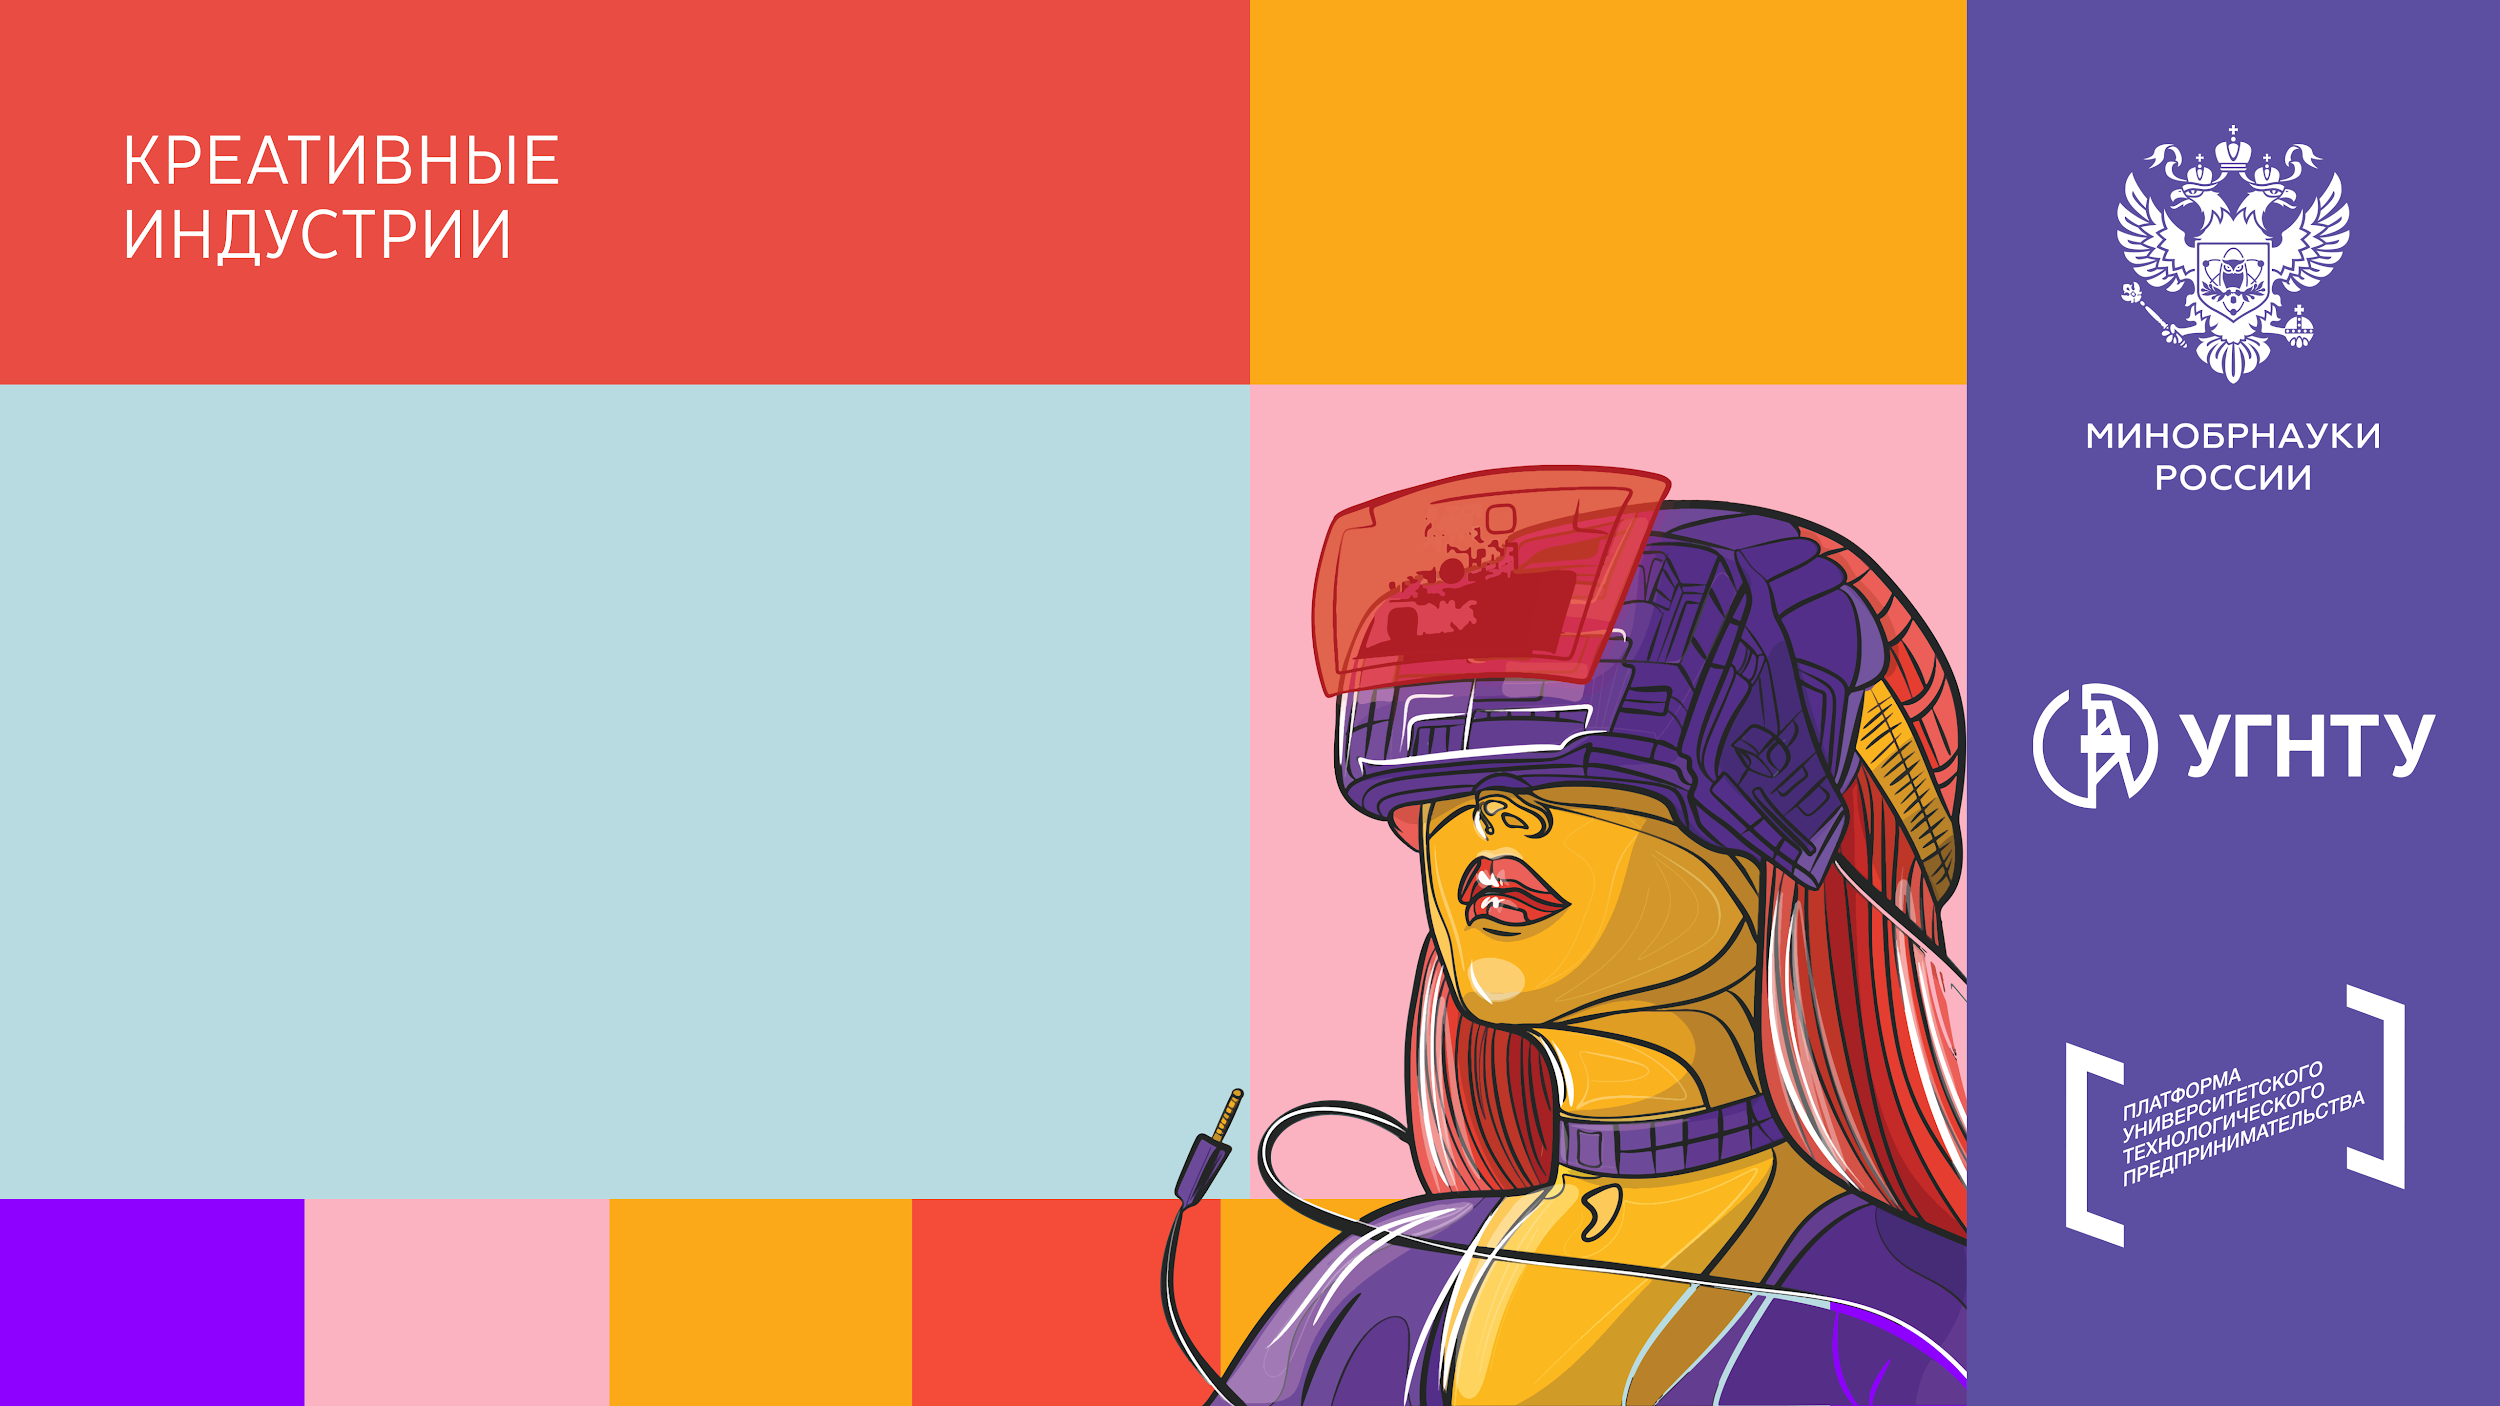 КРЕАТИВНЫЕ
ИНДУСТРИИ
МИНОБРНАУКИ
РОССИИ
УГНТУ
ПЛАТФОРМА
УНИВЕРСИТЕТСКОГО
ТЕХНОЛОГИЧЕСКОГО
ПРЕДПРИНИМАТЕЛЬСТВА